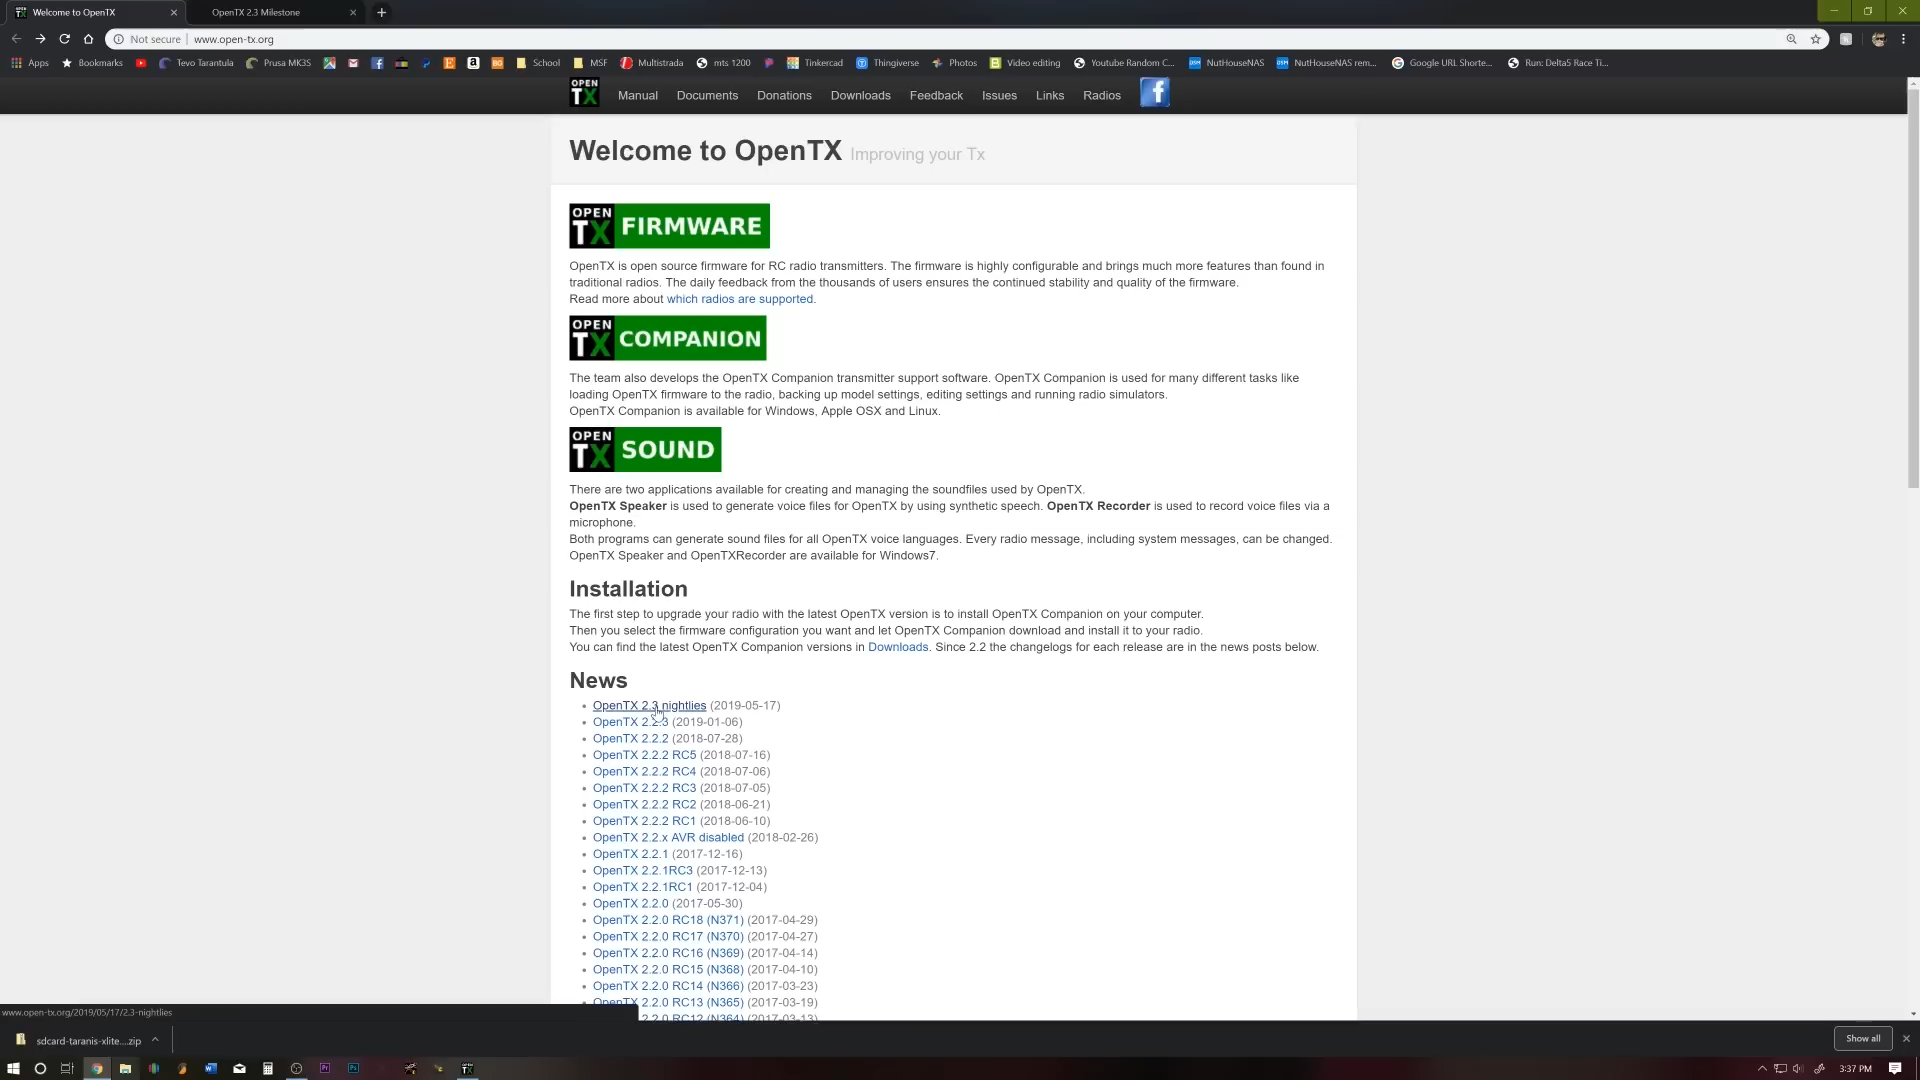 Welcome to OpenTX
OpenTX 2.3 Milestone
Not secure
www.open-tx.org
Apps
Bookmarks
Tevo Tarantula
Prusa MK3S
School
MSF
Multistrada
mts 1200
Tinkercad
Thingiverse
Photos
Video editing
Youtube Random C...
NutHouseNAS
NutHouseNAS rem...
Google URL Shorte...
Run: Delta5 Race Ti...
OPEN TX
Manual
Documents
Donations
Downloads
Feedback
Issues
Links
Radios
Welcome to OpenTX Improving your Tx
OPEN TX FIRMWARE
OpenTX is open source firmware for RC radio transmitters. The firmware is highly configurable and brings much more features than found in
traditional radios. The daily feedback from the thousands of users ensures the continued stability and quality of the firmware.
Read more about which radios are supported.
OPEN TX COMPANION
The team also develops the OpenTX Companion transmitter support software. OpenTX Companion is used for many different tasks like
loading OpenTX firmware to the radio, backing up model settings, editing settings and running radio simulators.
OpenTX Companion is available for Windows, Apple OSX and Linux.
OPEN TX SOUND
There are two applications available for creating and managing the soundfiles used by OpenTX.
OpenTX Speaker is used to generate voice files for OpenTX by using synthetic speech. OpenTX Recorder is used to record voice files via a
microphone.
Both programs can generate sound files for all OpenTX voice languages. Every radio message, including system messages, can be changed.
OpenTX Speaker and OpenTXRecorder are available for Windows7.
Installation
The first step to upgrade your radio with the latest OpenTX version is to install OpenTX Companion on your computer.
Then you select the firmware configuration you want and let OpenTX Companion download and install it to your radio.
You can find the latest OpenTX Companion versions in Downloads. Since 2.2 the changelogs for each release are in the news posts below.
News
OpenTX 2.3 nightlies (2019-05-17)
OpenTX 2.2.3 (2019-01-06)
OpenTX 2.2.2 (2018-07-28)
OpenTX 2.2.2 RC5 (2018-07-16)
OpenTX 2.2.2 RC4 (2018-07-06)
OpenTX 2.2.2 RC3 (2018-07-05)
OpenTX 2.2.2 RC2 (2018-06-21)
OpenTX 2.2.2 RC1 (2018-06-10)
OpenTX 2.2.x AVR disabled (2018-02-26)
OpenTX 2.2.1 (2017-12-16)
OpenTX 2.2.1RC3 (2017-12-13)
OpenTX 2.2.1RC1 (2017-12-04)
OpenTX 2.2.0 (2017-05-30)
OpenTX 2.2.0 RC18 (N371) (2017-04-29)
OpenTX 2.2.0 RC17 (N370) (2017-04-27)
OpenTX 2.2.0 RC16 (N369) (2017-04-14)
OpenTX 2.2.0 RC15 (N368) (2017-04-10)
OpenTX 2.2.0 RC14 (N366) (2017-03-23)
OpenTX 2.2.0 RC13 (N365) (2017-03-19)
2.2.0 RC12 (N364) (2017-03-13)
www.open-tx.org/2019/05/17/2.3-nightlies
sdcard-taranis-xlite....zip
Show all
3:37 PM